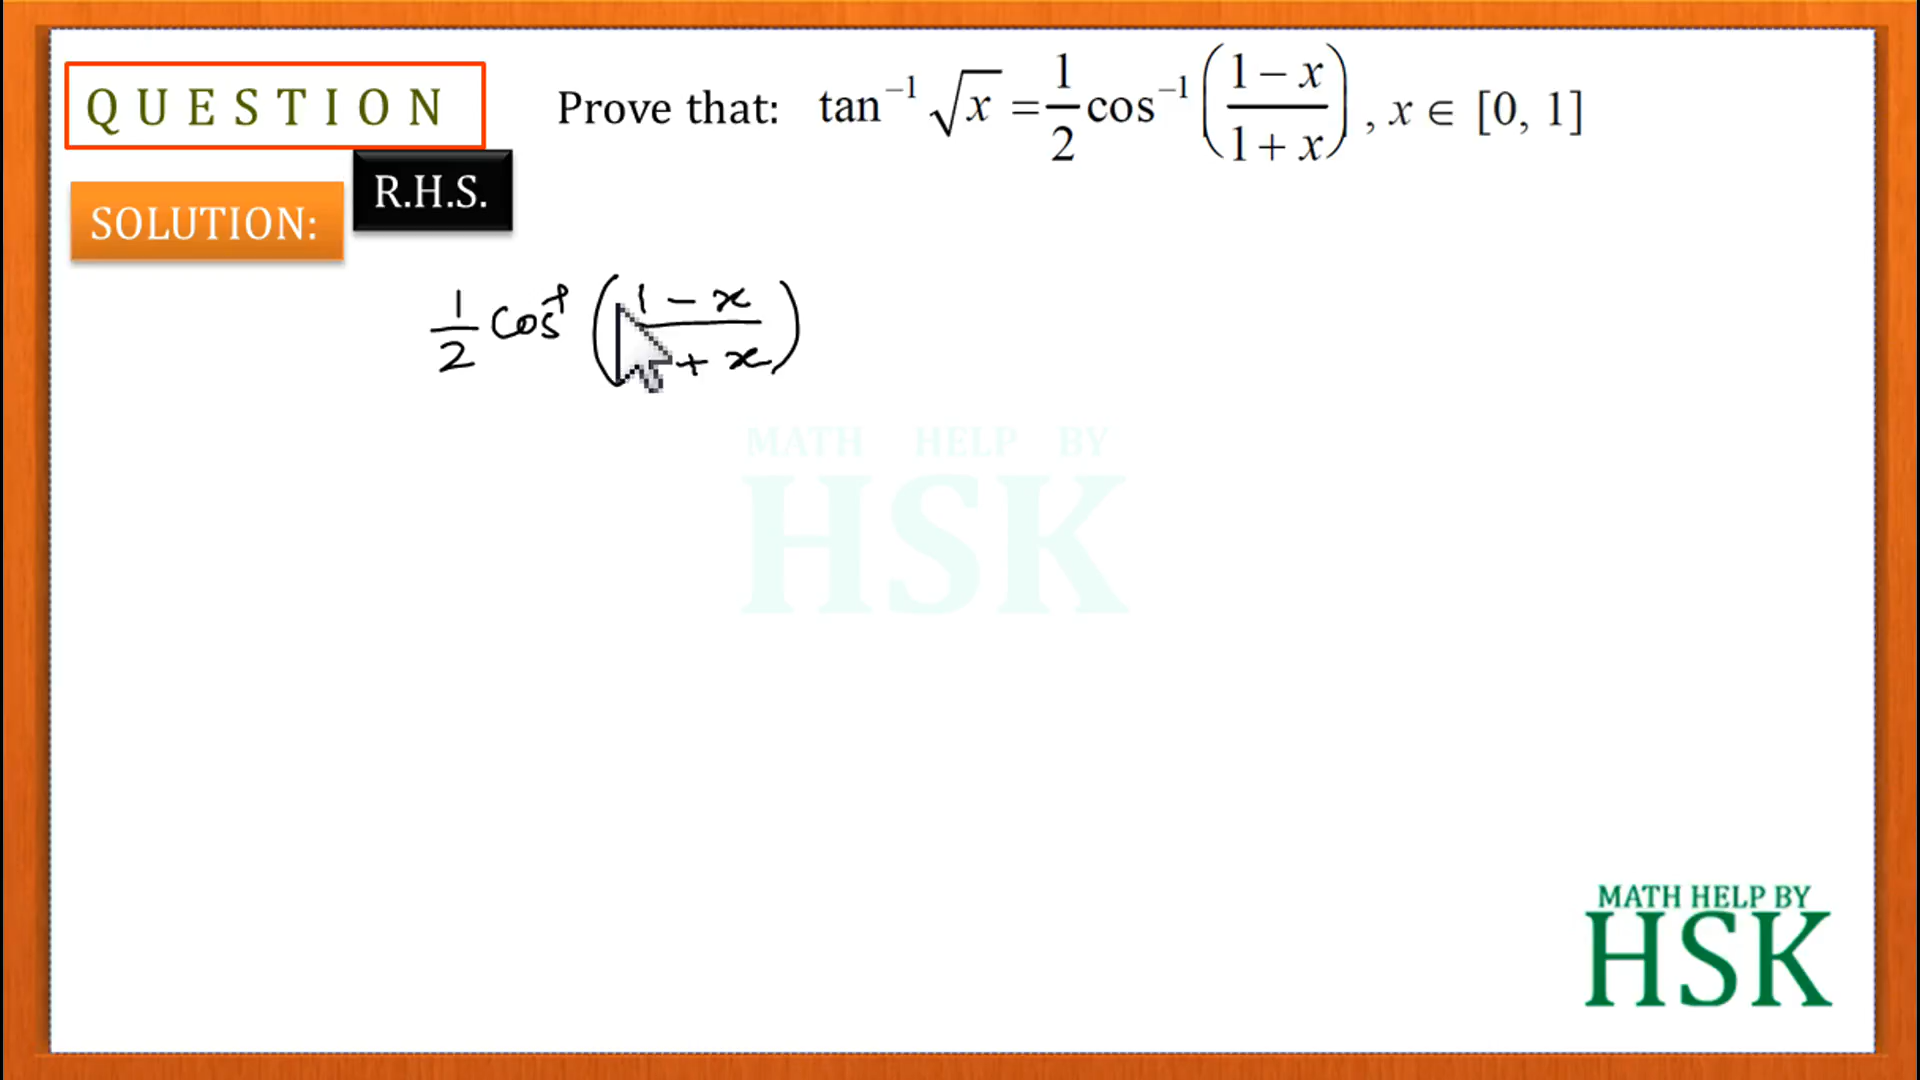 QUESTION
Prove that: tan⁻¹ √x = 1/2 cos⁻¹ ((1 − x)/(1 + x)) , x ∈ [0, 1]
R.H.S.
SOLUTION:
1/2 cos⁻¹ ((1 − x)/( + x))
MATH HELP BY
HSK
MATH HELP BY
HSK